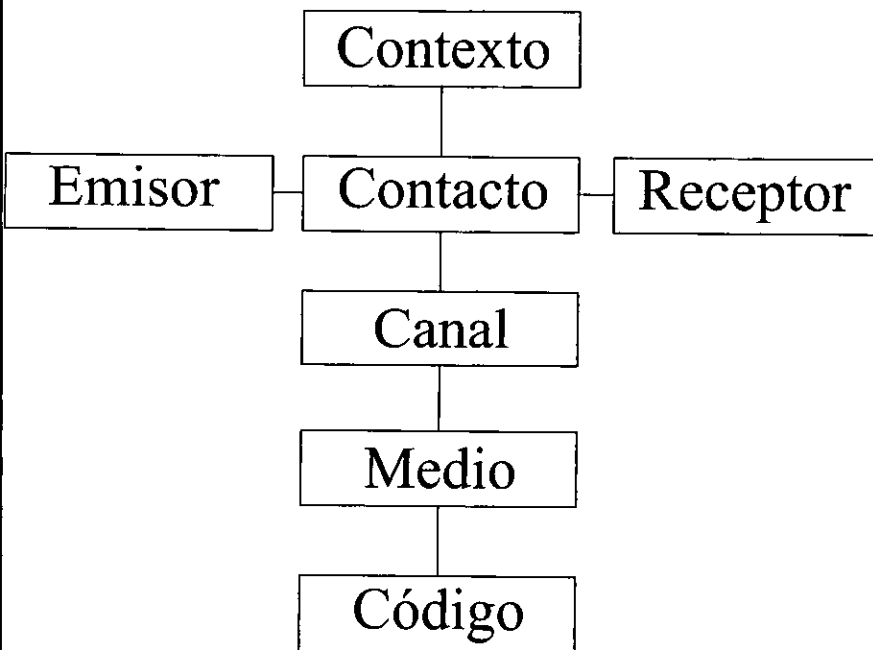 Contexto
Emisor
Contacto
Receptor
Canal
Medio
Código